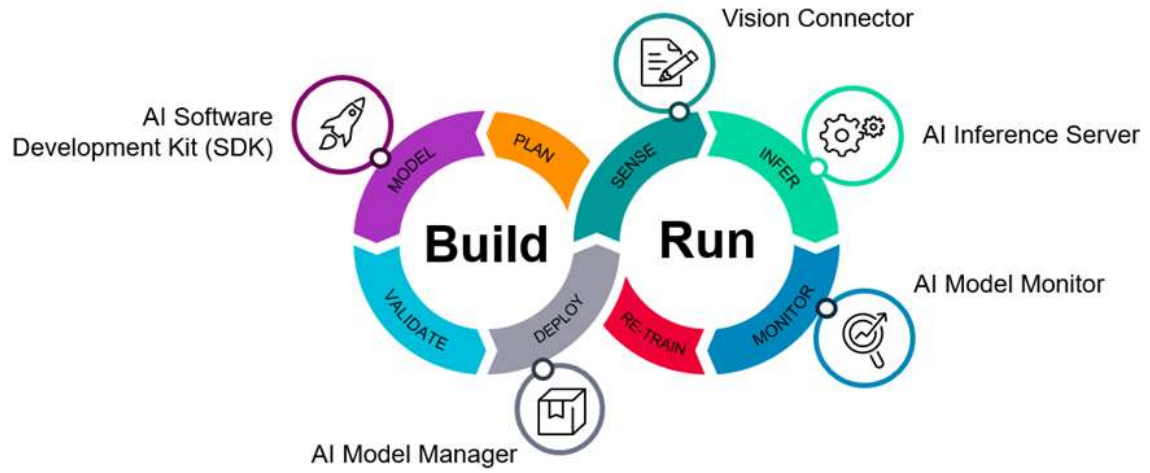 Vision Connector
AI Software
Development Kit (SDK)
AI Inference Server
MODEL
PLAN
SENSE
INFER
Build
Run
VALIDATE
DEPLOY
RE-TRAIN
MONITOR
AI Model Monitor
AI Model Manager